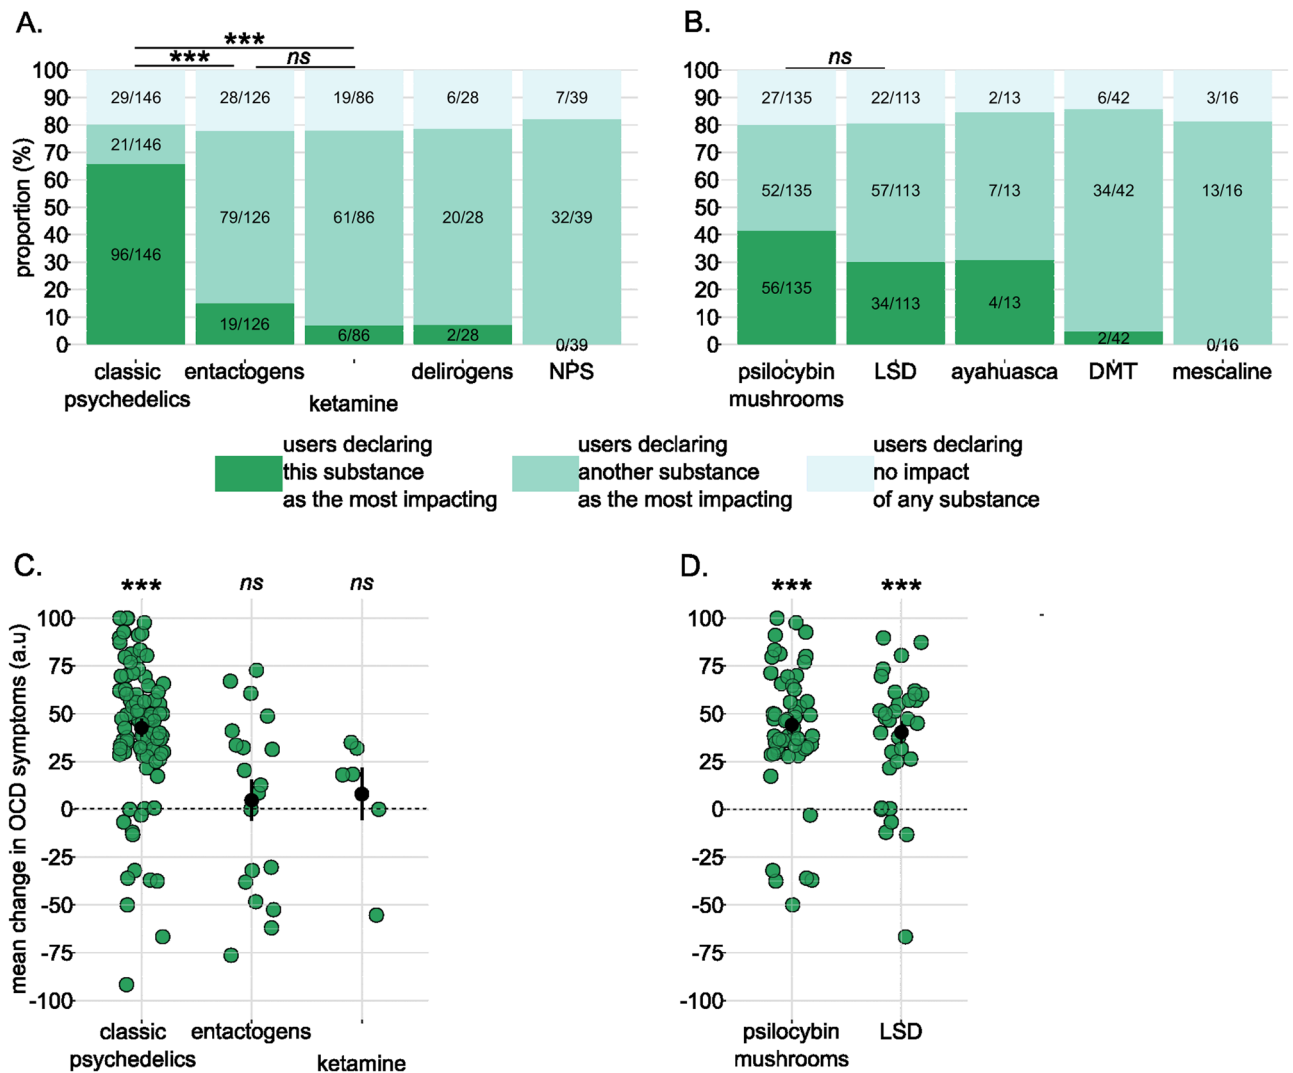 A.
***
***
ns
proportion (%)
100
90
80
70
60
50
40
30
20
10
0
29/146
28/126
19/86
6/28
7/39
21/146
79/126
61/86
20/28
32/39
96/146
19/126
6/86
2/28
0/39
classic
psychedelics
entactogens
ketamine
delirogens
NPS
B.
ns
100
90
80
70
60
50
40
30
20
10
0
27/135
22/113
2/13
6/42
3/16
52/135
57/113
7/13
34/42
13/16
56/135
34/113
4/13
2/42
0/16
psilocybin
mushrooms
LSD
ayahuasca
DMT
mescaline
users declaring
this substance
as the most impacting
users declaring
another substance
as the most impacting
users declaring
no impact
of any substance
C.
***
ns
ns
mean change in OCD symptoms (a.u)
100
75
50
25
0
-25
-50
-75
-100
classic
psychedelics
entactogens
ketamine
D.
***
***
100
75
50
25
0
-25
-50
-75
-100
psilocybin
mushrooms
LSD